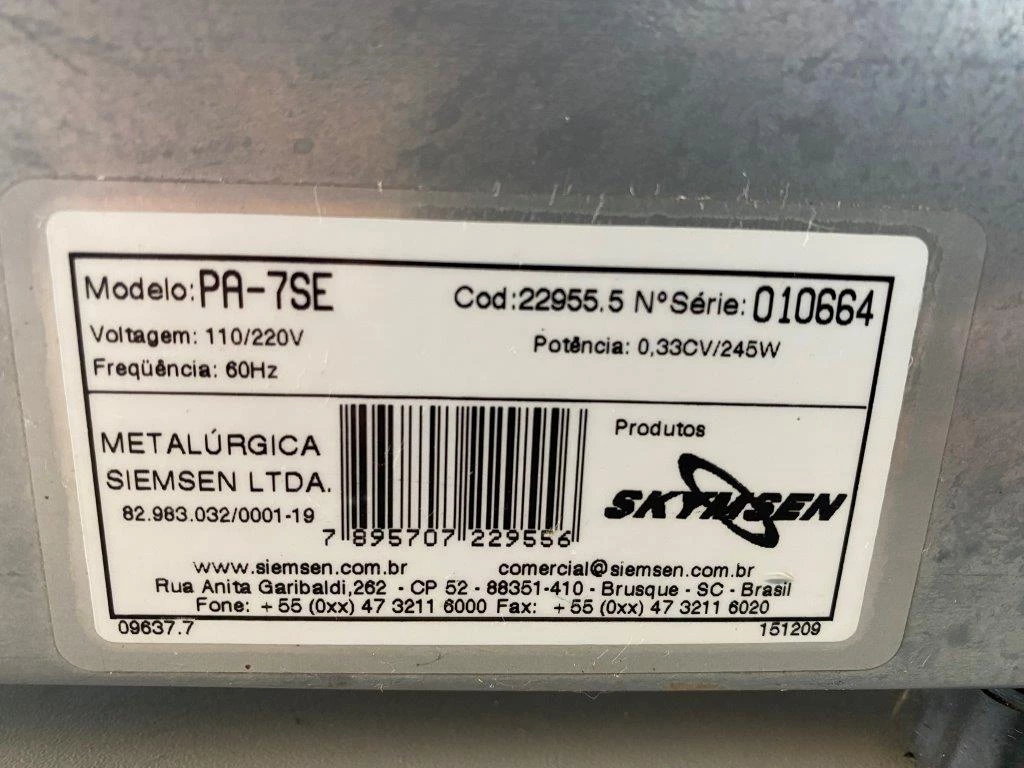 Modelo: PA-7SE Cod:22955.5 N° Série: 010664
Voltagem: 110/220V Potência: 0,33CV/245W
Freqüência: 60Hz
METALÚRGICA
SIEMSEN LTDA.
82.983.032/0001-19
7 895707 229556
Produtos
SKYMSEN
www.siemsen.com.br comercial@siemsen.com.br
Rua Anita Garibaldi,262 - CP 52 - 88351-410 - Brusque - SC - Brasil
Fone: +55 (0xx) 47 3211 6000 Fax: +55 (0xx) 47 3211 6020
09637.7 151209